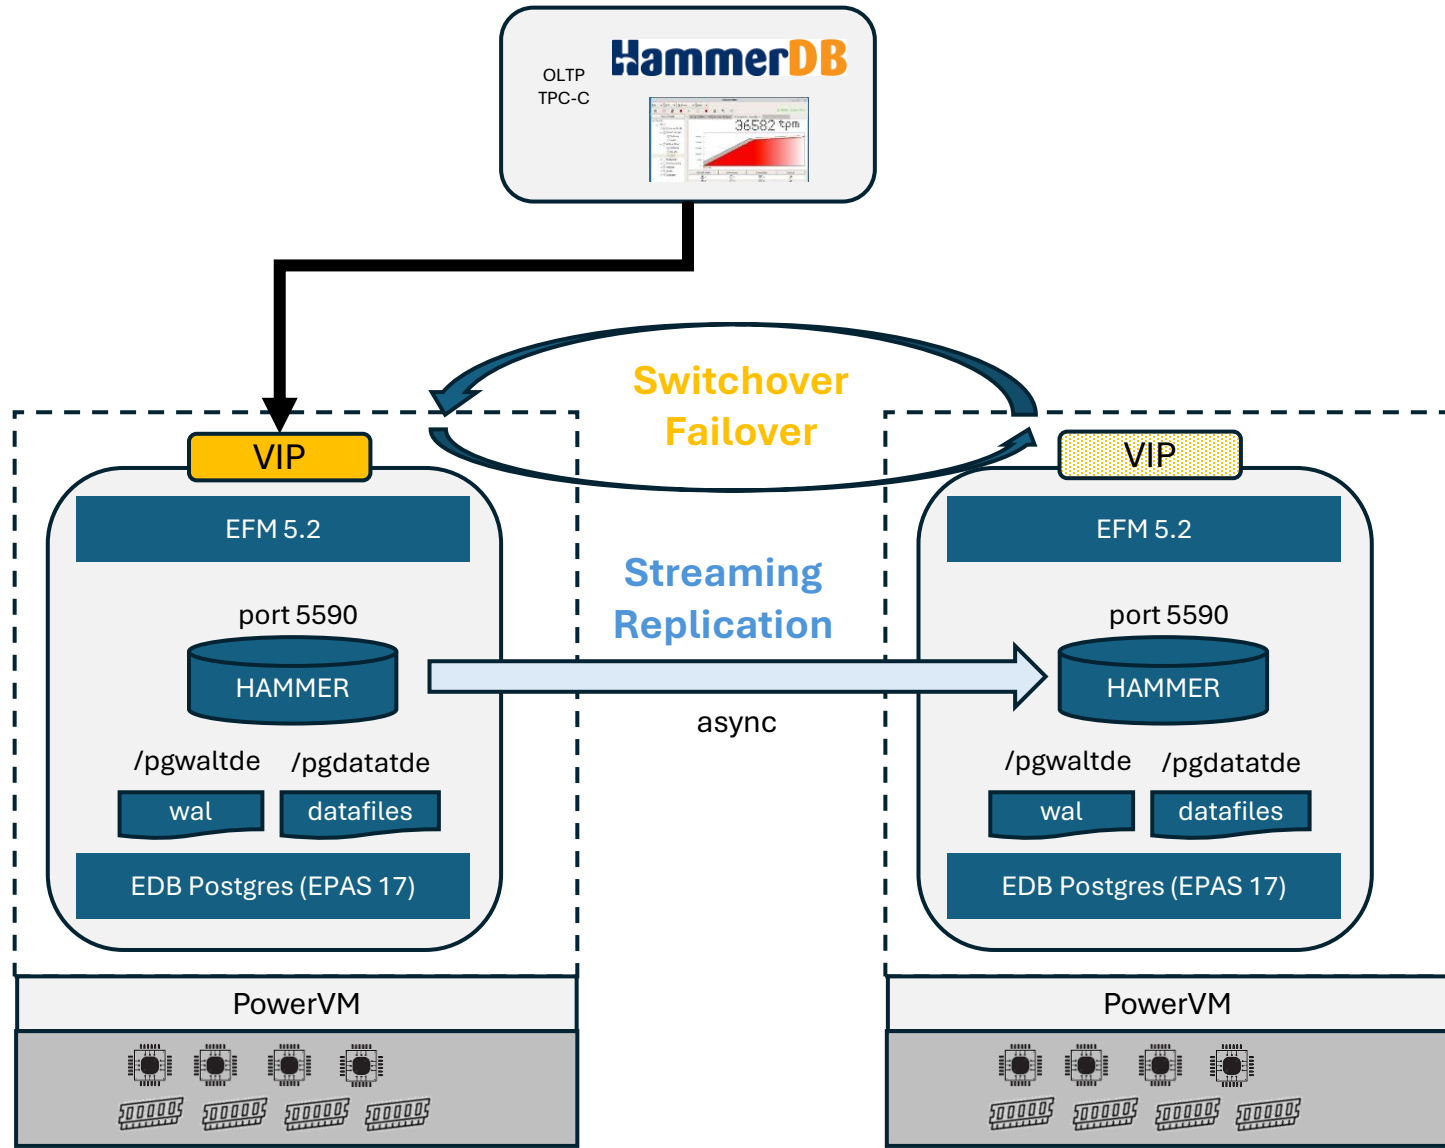 HammerDB
OLTP
TPC-C
36582 tpm
Switchover
Failover
VIP
VIP
EFM 5.2
EFM 5.2
Streaming
Replication
port 5590
port 5590
HAMMER
HAMMER
async
/pgwaltde /pgdatatde
/pgwaltde /pgdatatde
wal datafiles
wal datafiles
EDB Postgres (EPAS 17)
EDB Postgres (EPAS 17)
PowerVM
PowerVM